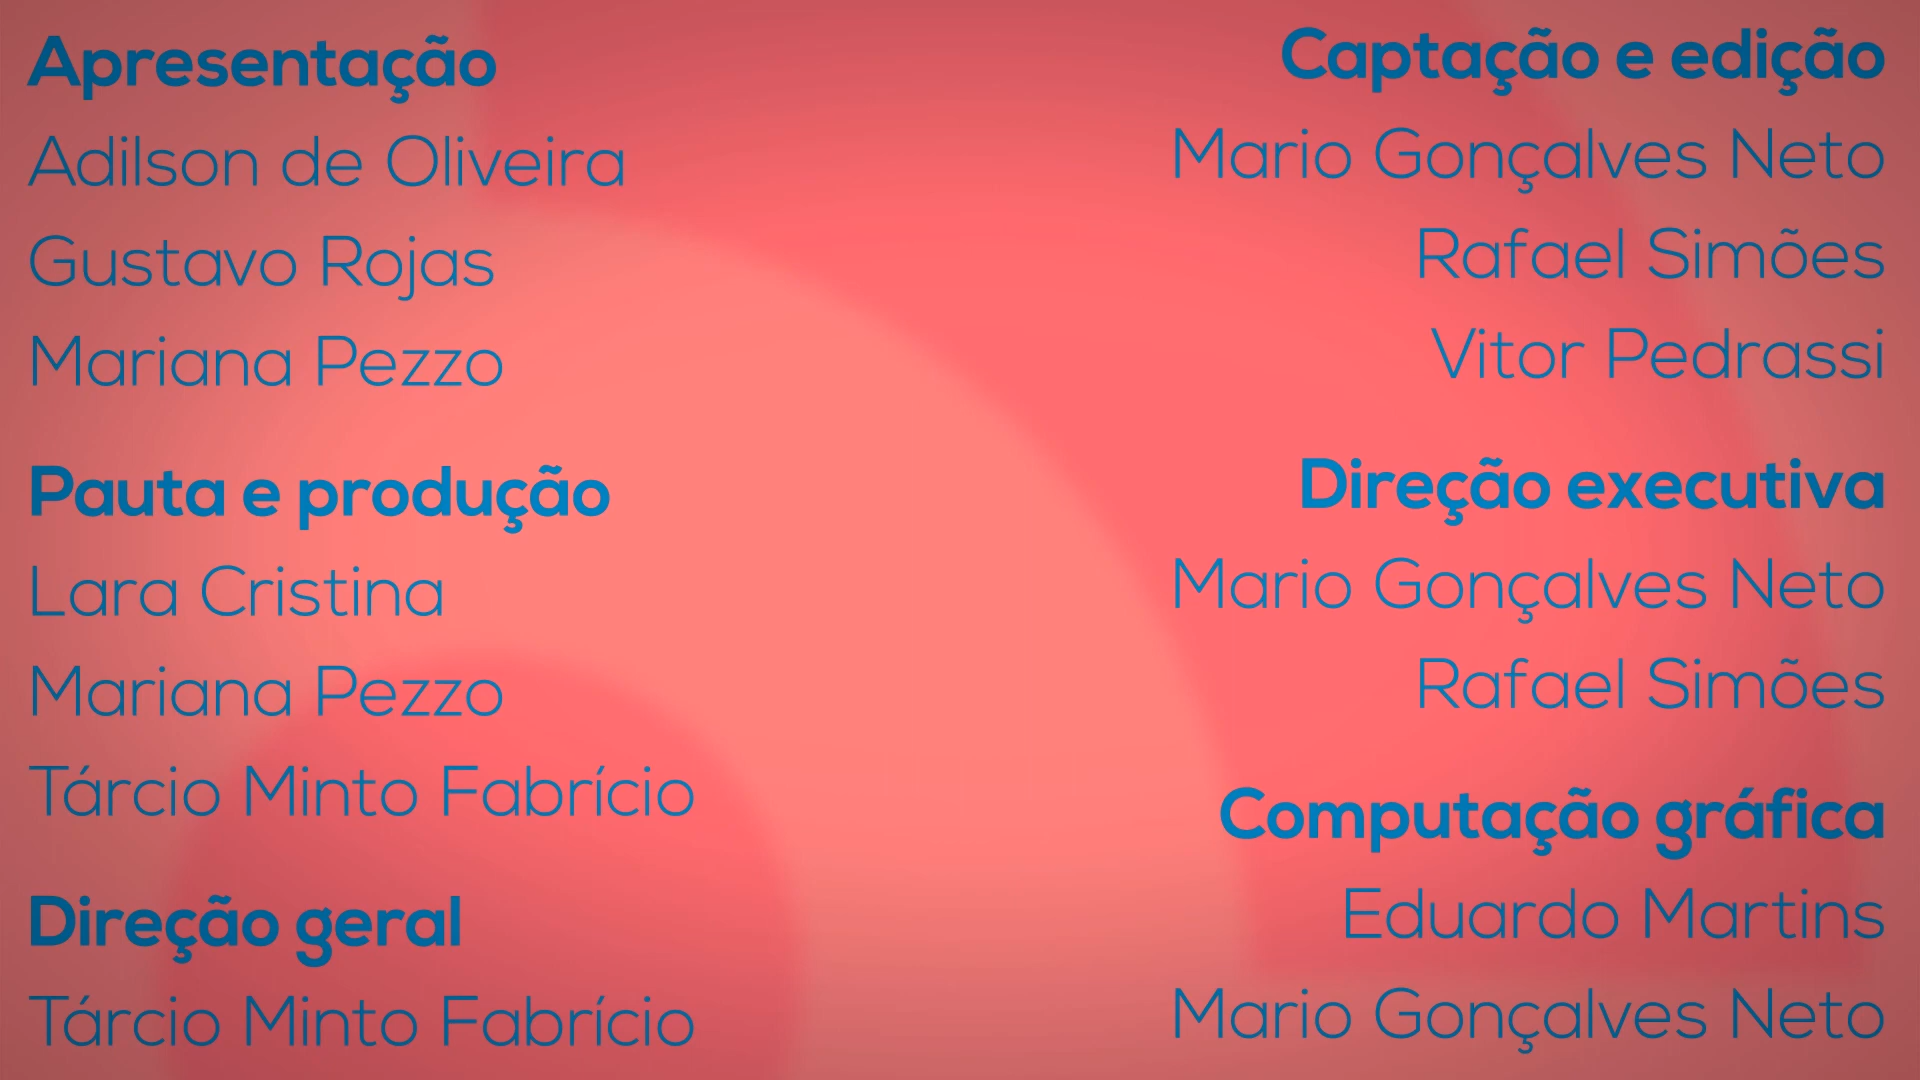 Apresentação
Adilson de Oliveira
Gustavo Rojas
Mariana Pezzo
Pauta e produção
Lara Cristina
Mariana Pezzo
Tárcio Minto Fabrício
Direção geral
Tárcio Minto Fabrício
Captação e edição
Mario Gonçalves Neto
Rafael Simões
Vitor Pedrassi
Direção executiva
Mario Gonçalves Neto
Rafael Simões
Computação gráfica
Eduardo Martins
Mario Gonçalves Neto